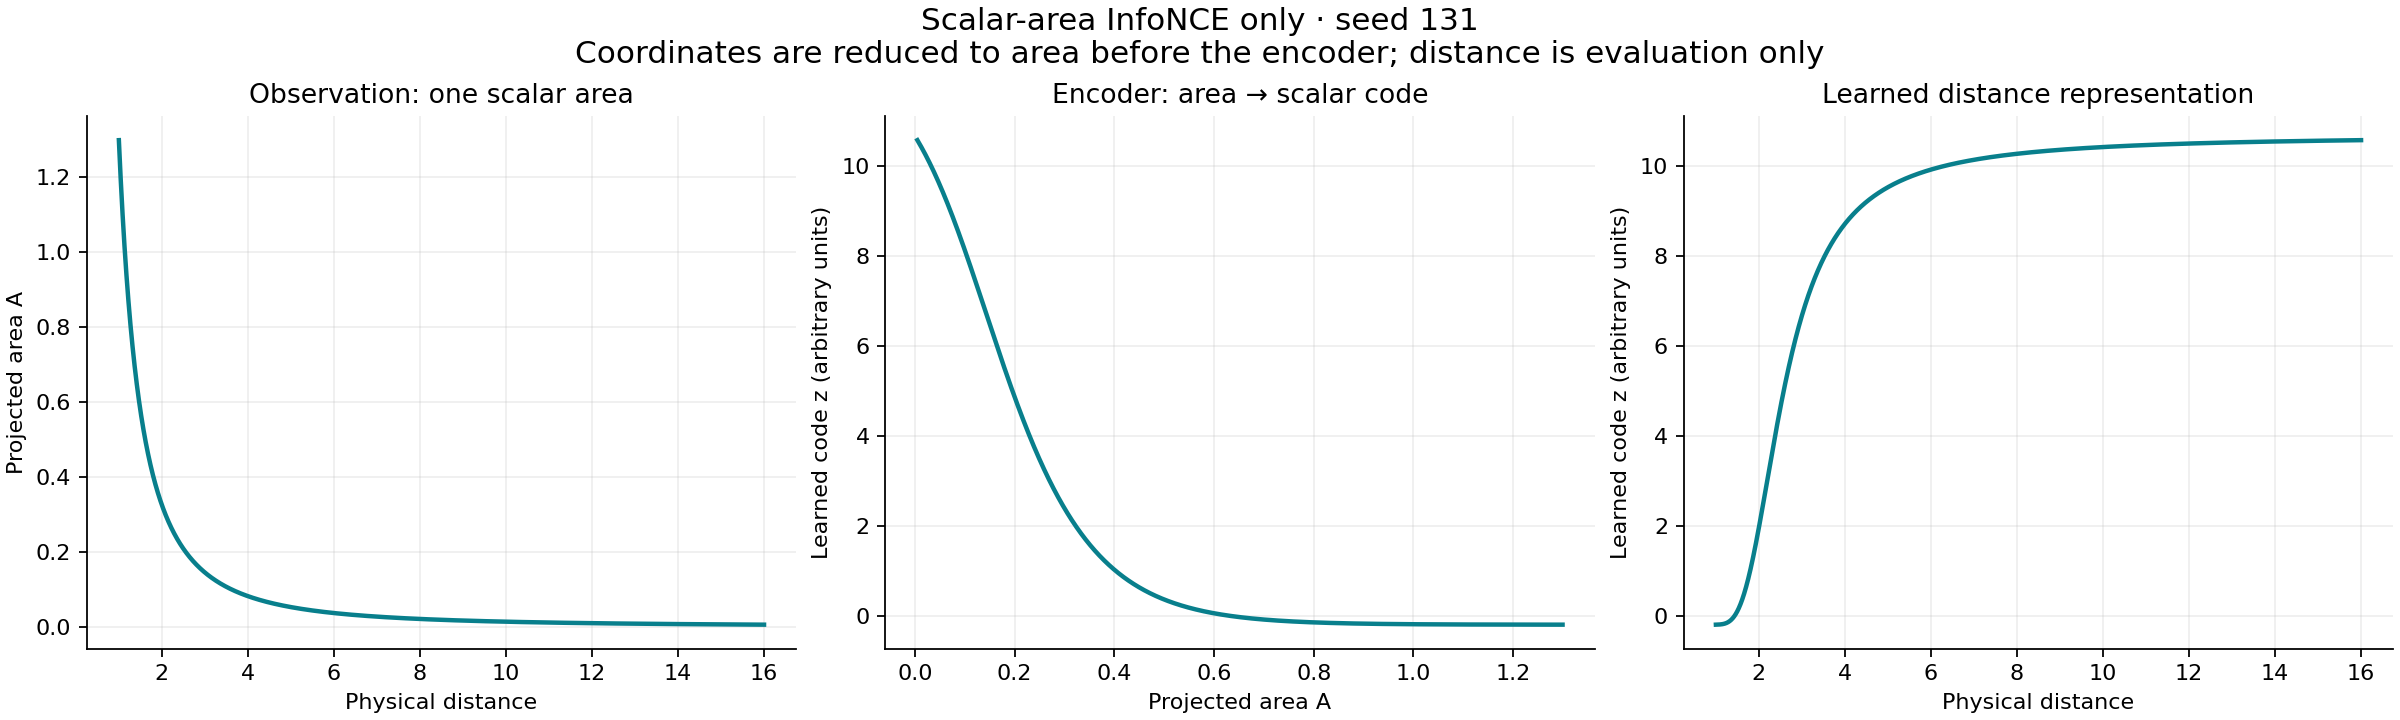 Scalar-area InfoNCE only · seed 131
Coordinates are reduced to area before the encoder; distance is evaluation only
Observation: one scalar area
Projected area A
1.2
1.0
0.8
0.6
0.4
0.2
0.0
2 4 6 8 10 12 14 16
Physical distance
Encoder: area → scalar code
Learned code z (arbitrary units)
10
8
6
4
2
0
0.0 0.2 0.4 0.6 0.8 1.0 1.2
Projected area A
Learned distance representation
Learned code z (arbitrary units)
10
8
6
4
2
0
2 4 6 8 10 12 14 16
Physical distance